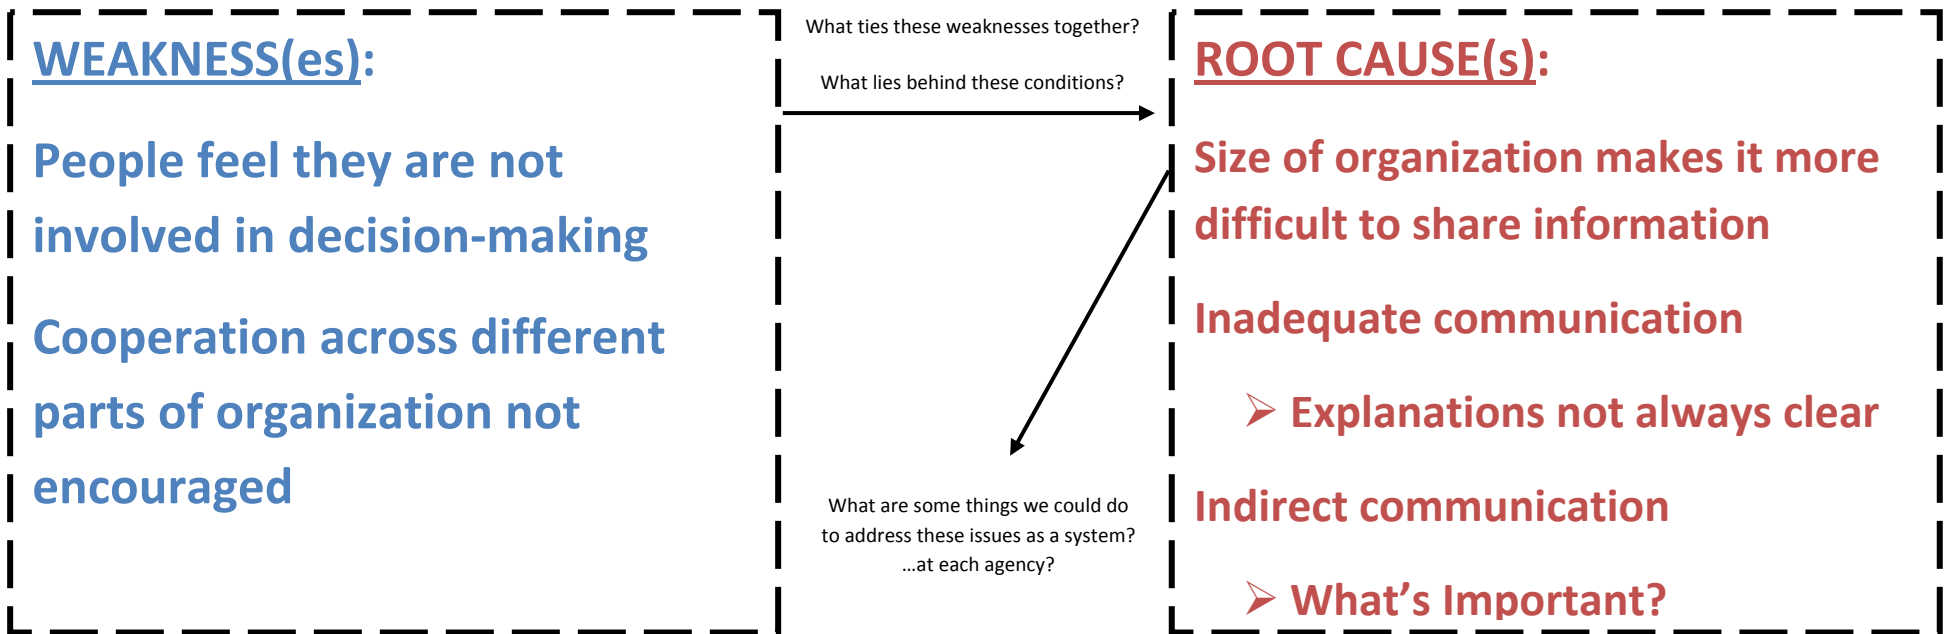 WEAKNESS(es):
People feel they are not
involved in decision-making
Cooperation across different
parts of organization not
encouraged
What ties these weaknesses together?
What lies behind these conditions?
ROOT CAUSE(s):
Size of organization makes it more
difficult to share information
Inadequate communication
➢ Explanations not always clear
Indirect communication
➢ What’s Important?
What are some things we could do
to address these issues as a system?
...at each agency?